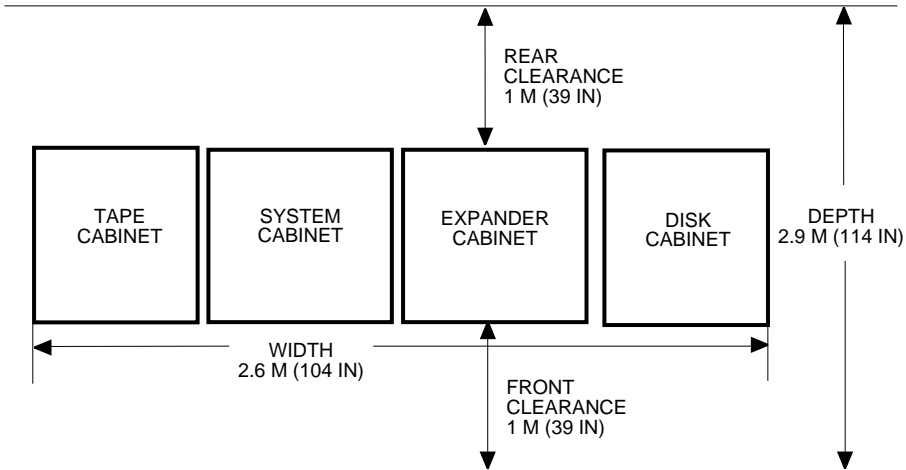 REAR
CLEARANCE
1 M (39 IN)
TAPE
CABINET
SYSTEM
CABINET
EXPANDER
CABINET
DISK
CABINET
DEPTH
2.9 M (114 IN)
WIDTH
2.6 M (104 IN)
FRONT
CLEARANCE
1 M (39 IN)